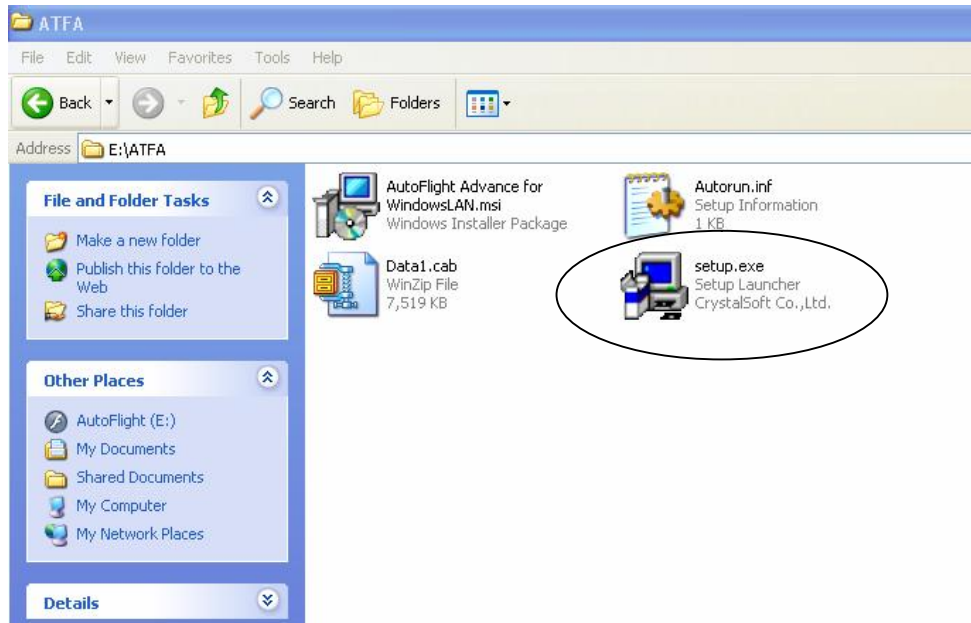 ATFA
File Edit View Favorites Tools Help
Back Search Folders
Address E:\ATFA
File and Folder Tasks
Make a new folder
Publish this folder to the
Web
Share this folder
Other Places
AutoFlight (E:)
My Documents
Shared Documents
My Computer
My Network Places
Details
AutoFlight Advance for
WindowsLAN.msi
Windows Installer Package
Autorun.inf
Setup Information
1 KB
Data1.cab
WinZip File
7,519 KB
setup.exe
Setup Launcher
CrystalSoft Co.,Ltd.